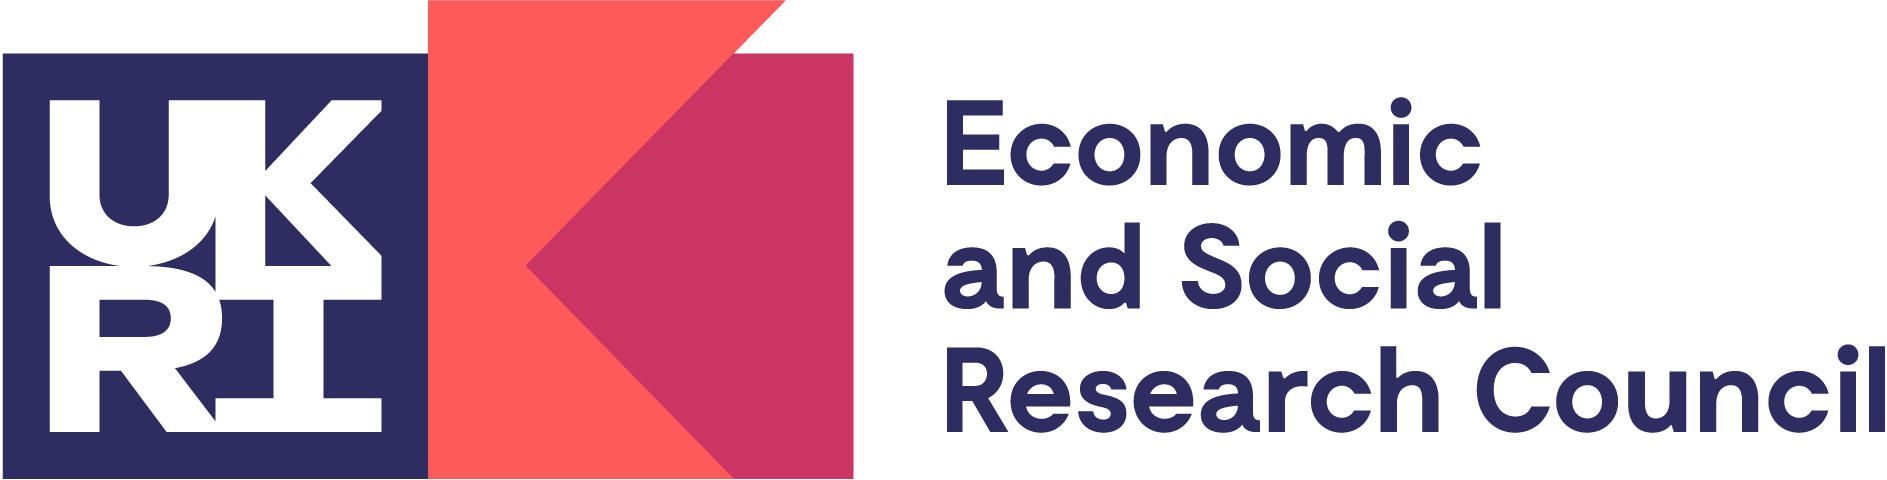 UK
RI
Economic
and Social
Research Council